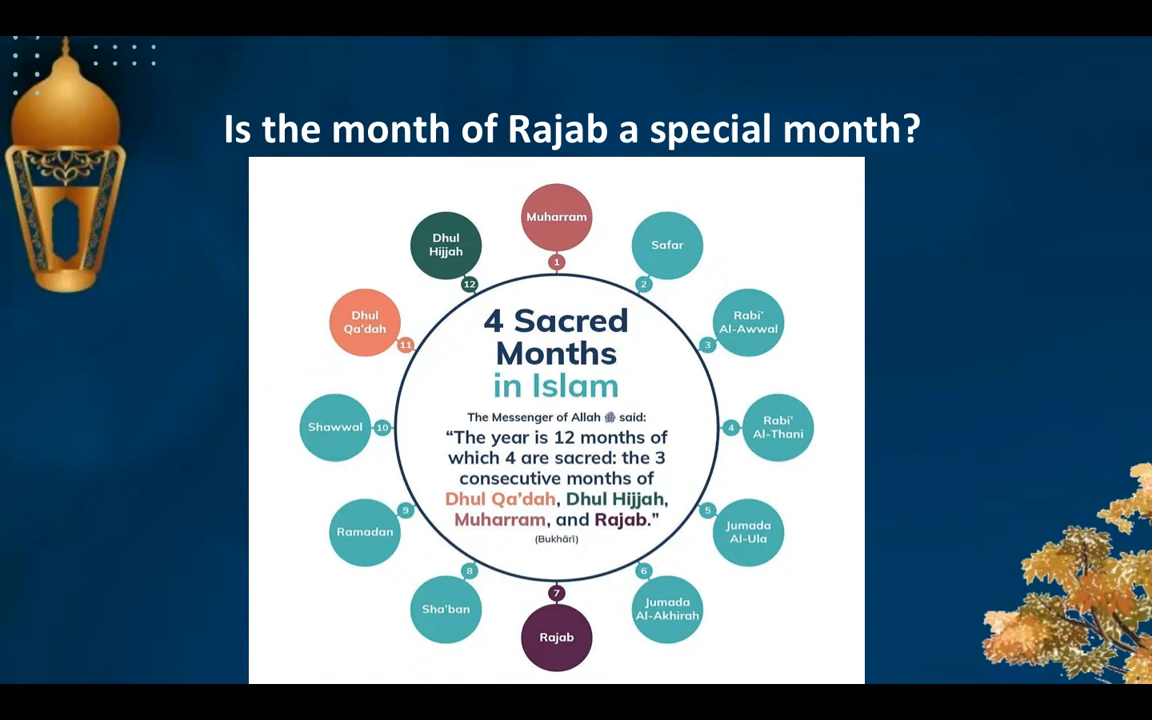 Is the month of Rajab a special month?
Muharram
1
Safar
2
Rabi'
Al-Awwal
3
Rabi'
Al-Thani
4
Jumada
Al-Ula
5
Jumada
Al-Akhirah
6
Rajab
7
Sha'ban
8
Ramadan
9
Shawwal
10
Dhul
Qa'dah
11
Dhul
Hijjah
12
4 Sacred
Months
in Islam
The Messenger of Allah ﷺ said:
“The year is 12 months of
which 4 are sacred: the 3
consecutive months of
Dhul Qa'dah, Dhul Hijjah,
Muharram, and Rajab.”
(Bukhārī)